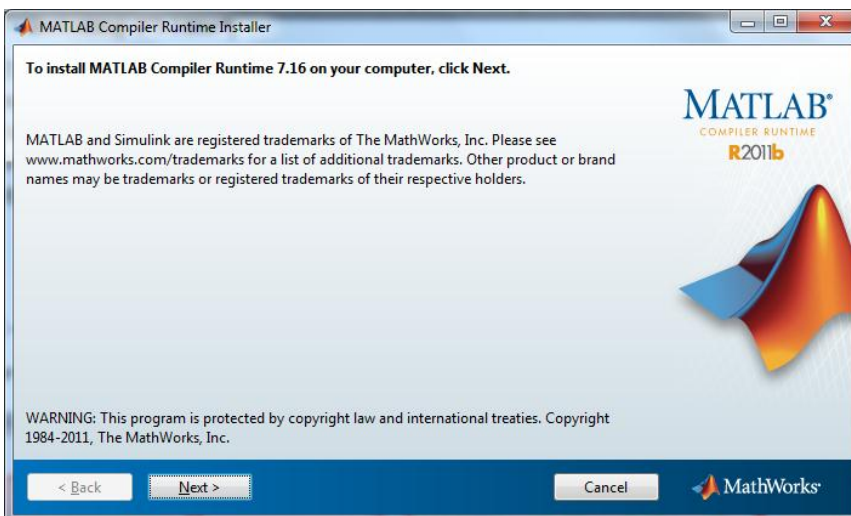 MATLAB Compiler Runtime Installer
To install MATLAB Compiler Runtime 7.16 on your computer, click Next.
MATLAB®
COMPILER RUNTIME
R2011b
MATLAB and Simulink are registered trademarks of The MathWorks, Inc. Please see
www.mathworks.com/trademarks for a list of additional trademarks. Other product or brand
names may be trademarks or registered trademarks of their respective holders.
WARNING: This program is protected by copyright law and international treaties. Copyright
1984-2011, The MathWorks, Inc.
< Back
Next >
Cancel
MathWorks®